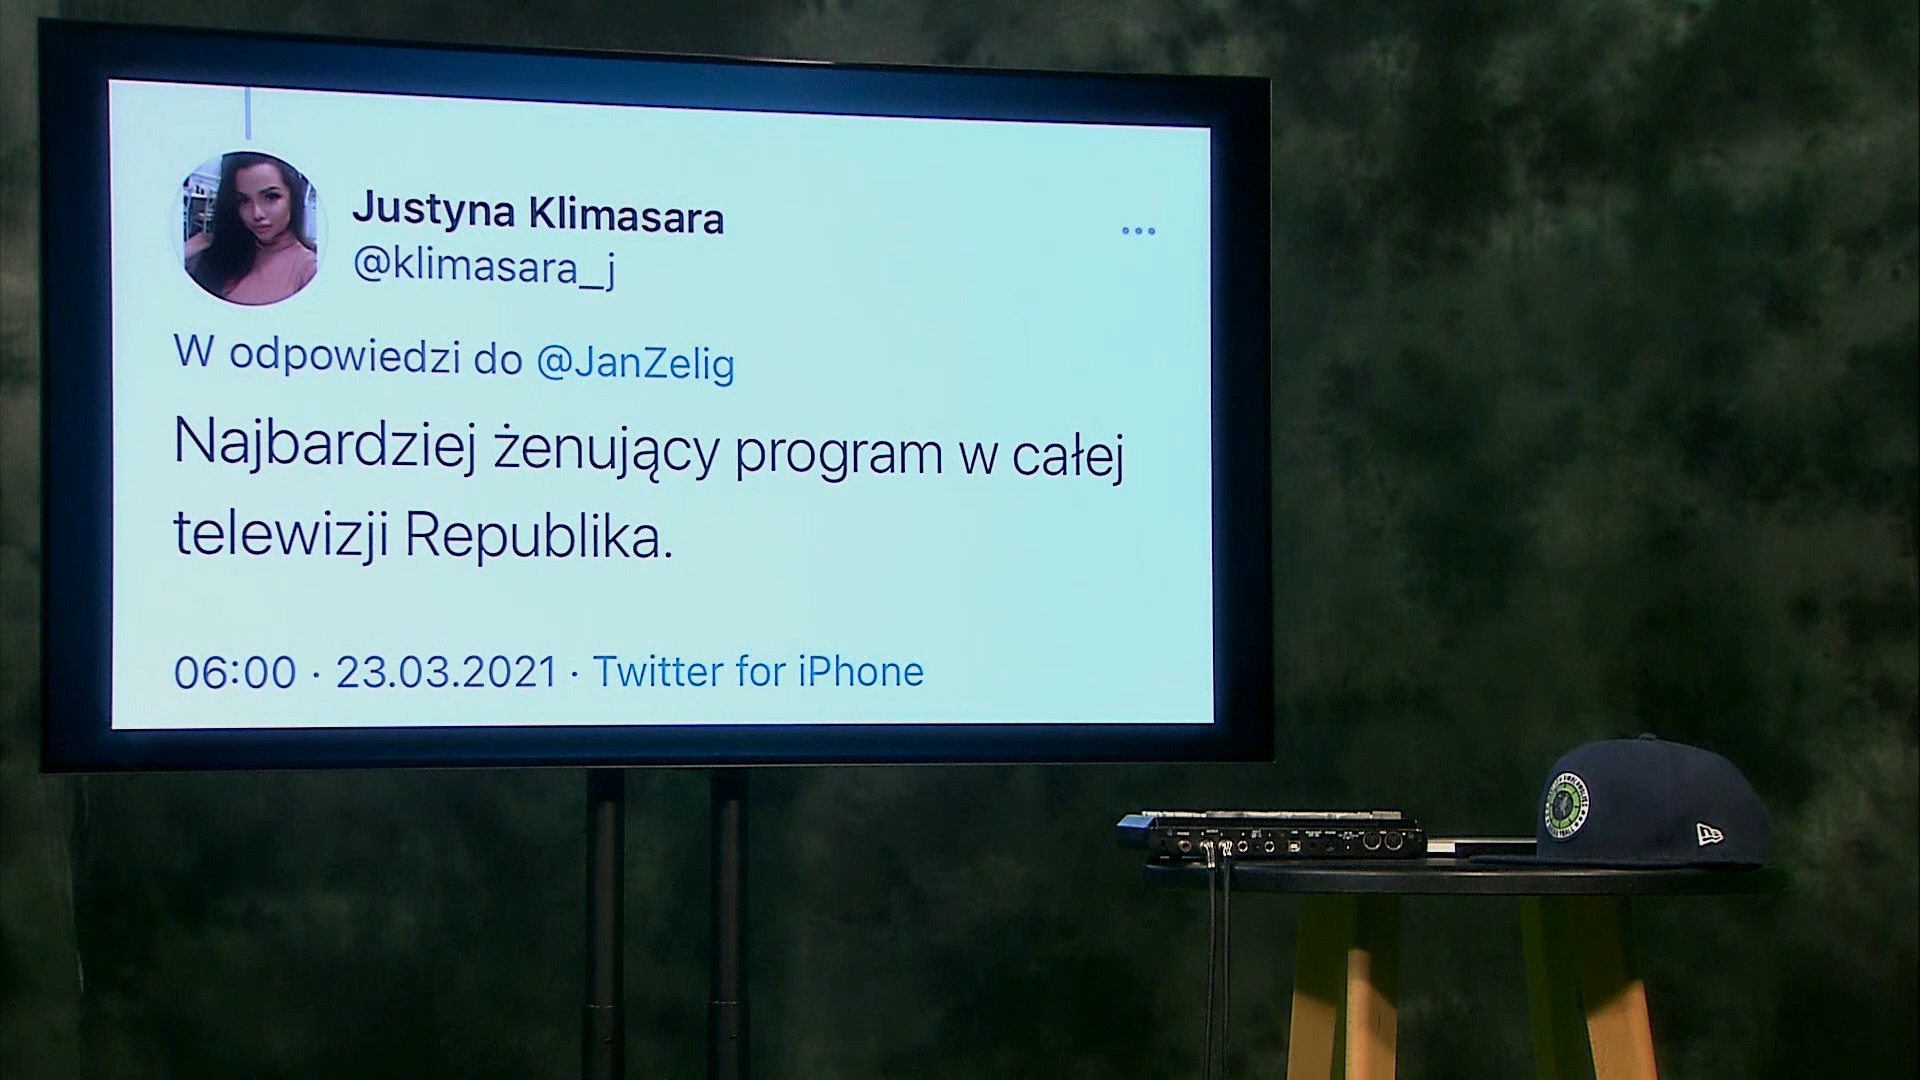 Justyna Klimasara
@klimasara_j
W odpowiedzi do @JanZelig
Najbardziej żenujący program w całej
telewizji Republika.
06:00 · 23.03.2021 · Twitter for iPhone